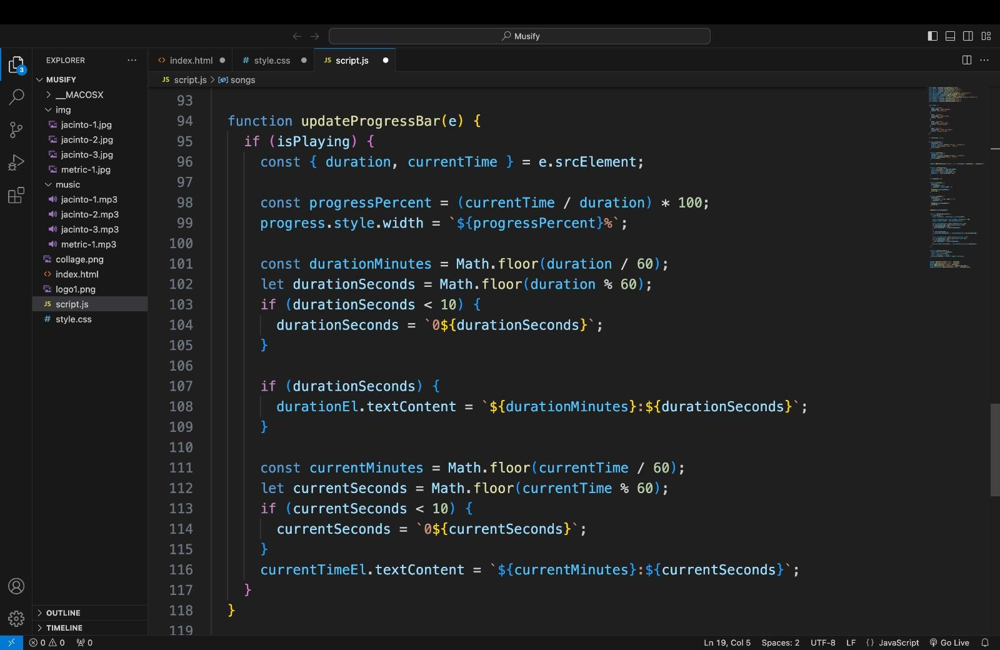 Musify
3
EXPLORER ...
index.html
# style.css
JS script.js
...
MUSIFY
JS script.js > songs
__MACOSX
img
jacinto-1.jpg
jacinto-2.jpg
jacinto-3.jpg
metric-1.jpg
music
jacinto-1.mp3
jacinto-2.mp3
jacinto-3.mp3
metric-1.mp3
collage.png
index.html
logo1.png
JS script.js
# style.css
OUTLINE
TIMELINE
93
94 function updateProgressBar(e) {
95 if (isPlaying) {
96 const { duration, currentTime } = e.srcElement;
97
98 const progressPercent = (currentTime / duration) * 100;
99 progress.style.width = `${progressPercent}%`;
100
101 const durationMinutes = Math.floor(duration / 60);
102 let durationSeconds = Math.floor(duration % 60);
103 if (durationSeconds < 10) {
104 durationSeconds = `0${durationSeconds}`;
105 }
106
107 if (durationSeconds) {
108 durationEl.textContent = `${durationMinutes}:${durationSeconds}`;
109 }
110
111 const currentMinutes = Math.floor(currentTime / 60);
112 let currentSeconds = Math.floor(currentTime % 60);
113 if (currentSeconds < 10) {
114 currentSeconds = `0${currentSeconds}`;
115 }
116 currentTimeEl.textContent = `${currentMinutes}:${currentSeconds}`;
117 }
118 }
119
0 0 0 Ln 19, Col 5 Spaces: 2 UTF-8 LF {} JavaScript Go Live